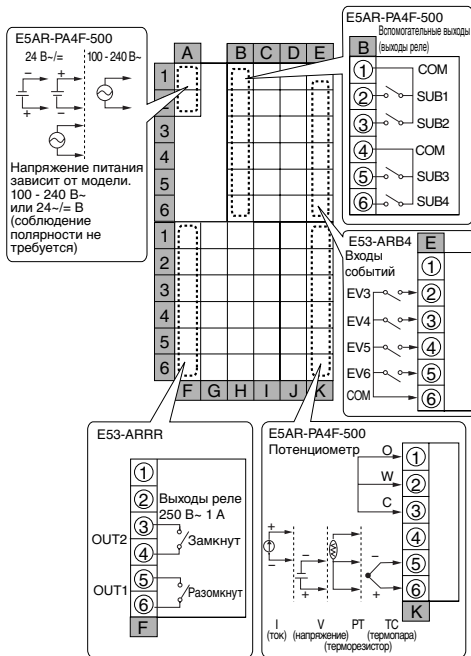 E5AR-PA4F-500
24 В~/= 100 - 240 В~
− +
+ −
Напряжение питания
зависит от модели.
100 - 240 В~
или 24~/= В
(соблюдение
полярности не
требуется)
A B C D E
1
2
3
4
5
6
1
2
3
4
5
6
F G H I J K
E5AR-PA4F-500
Вспомогательные выходы
(выходы реле)
B
1 COM
2 SUB1
3 SUB2
4 COM
5 SUB3
6 SUB4
E53-ARB4
Входы
событий
E
1
EV3 2
EV4 3
EV5 4
EV6 5
COM 6
E53-ARRR
1
2
Выходы реле
250 В~ 1 А
3
OUT2 Замкнут
4
5
OUT1 Разомкнут
6
F
E5AR-PA4F-500
Потенциометр
O 1
W 2
C 3
4
5
6
K
+ − −
− + +
I V PT TC
(ток) (напряжение) (термопара)
(терморезистор)